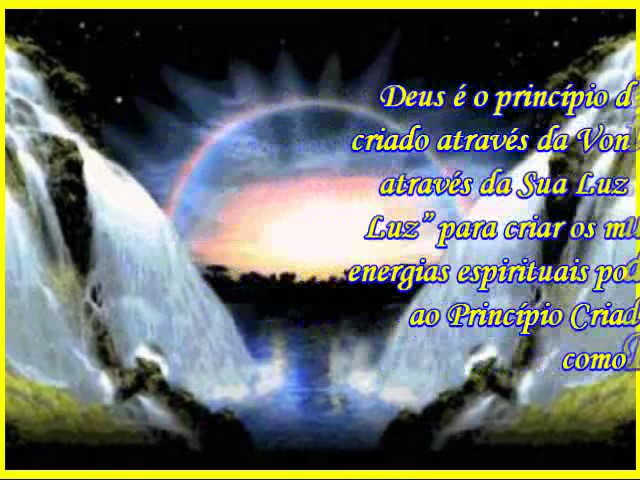 Deus é o princípio d
criado através da Von
através da Sua Luz
Luz” para criar os m
energias espirituais po
ao Princípio Criad
como